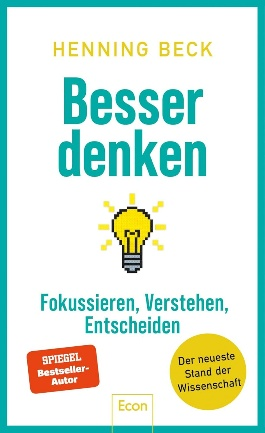 HENNING BECK
Besser
denken
Fokussieren, Verstehen,
Entscheiden
SPIEGEL
Bestseller-
Autor
Der neueste
Stand der
Wissenschaft
Econ